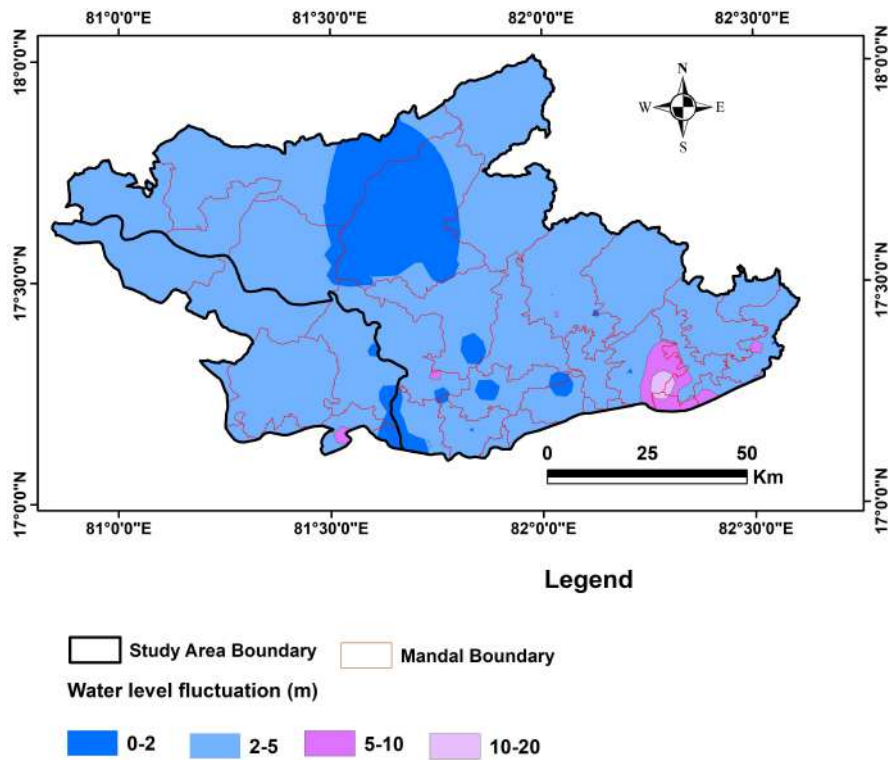 81°0'0"E 81°30'0"E 82°0'0"E 82°30'0"E
18°0'0"N 18°0'0"N
N
W E
S
17°30'0"N 17°30'0"N
0 25 50
Km
17°0'0"N 17°0'0"N
81°0'0"E 81°30'0"E 82°0'0"E 82°30'0"E
Legend
Study Area Boundary Mandal Boundary
Water level fluctuation (m)
0-2 2-5 5-10 10-20